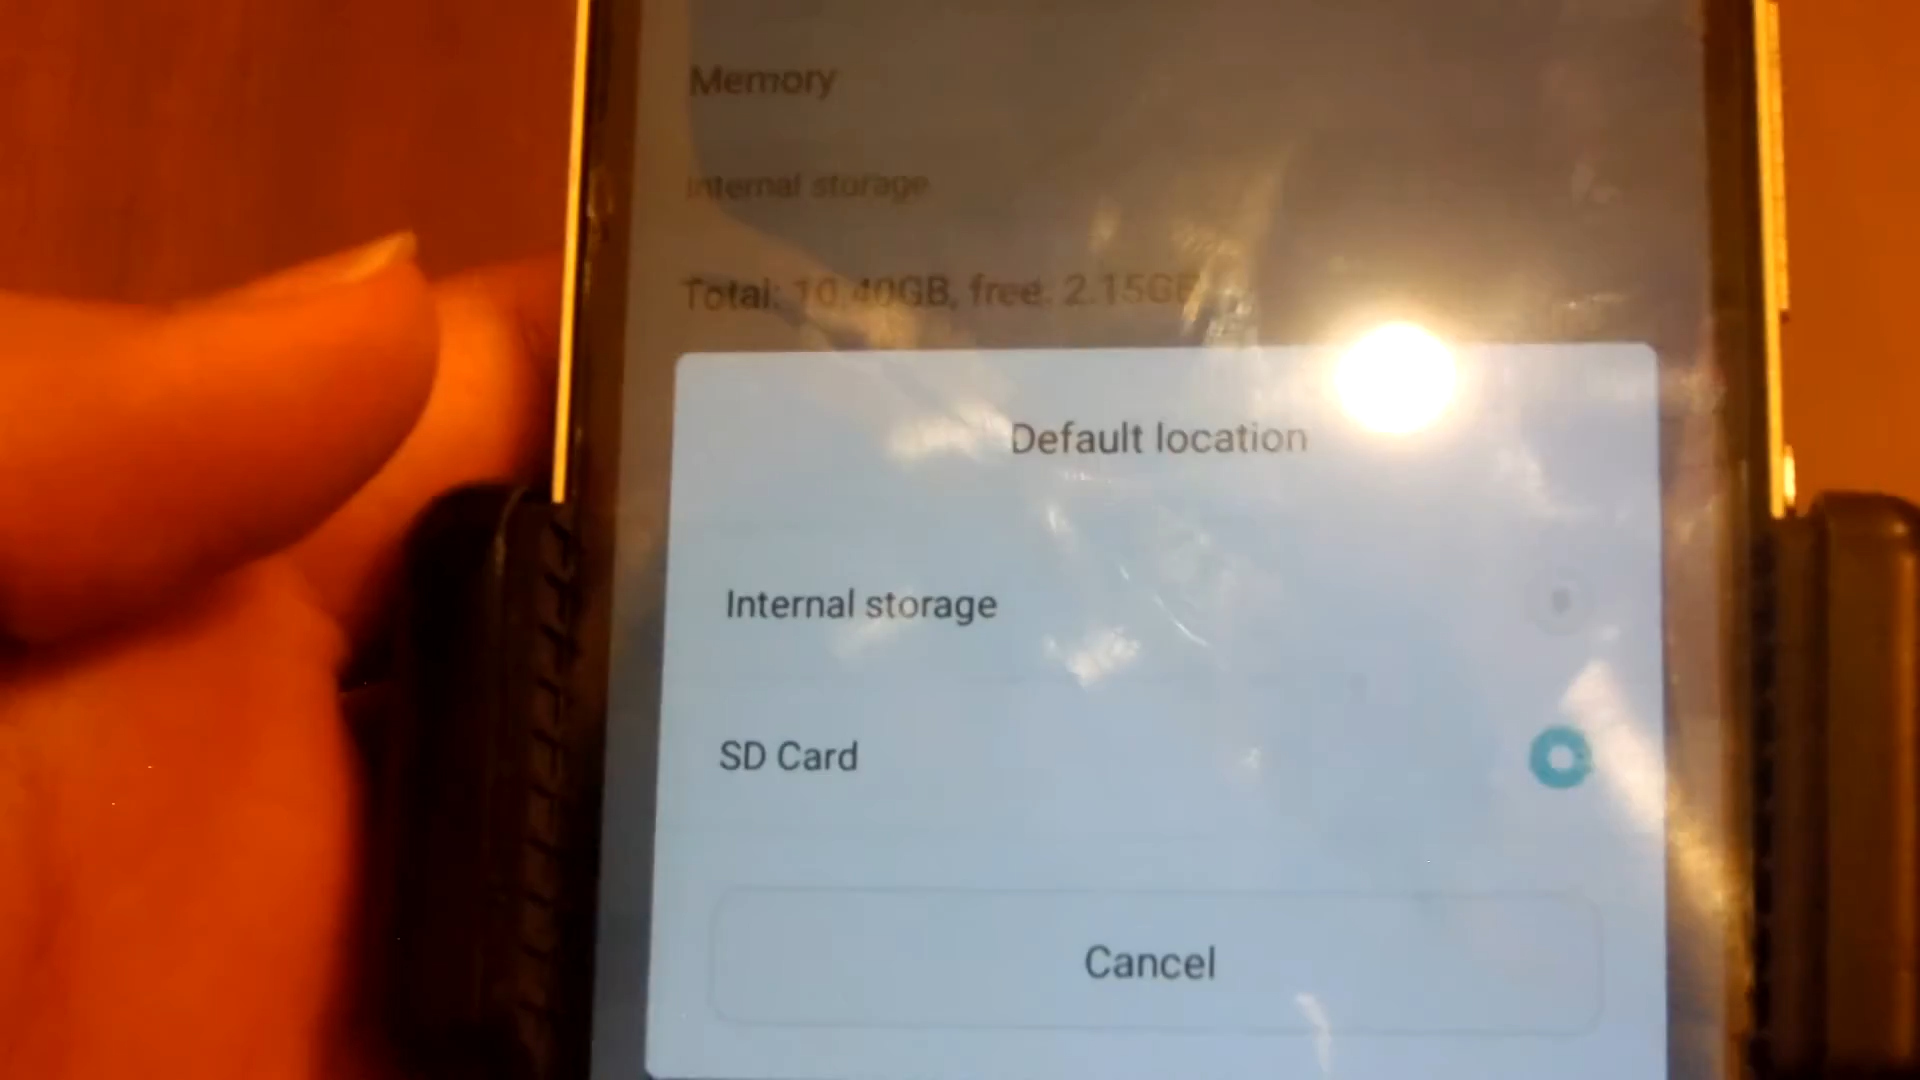 Memory
Internal storage
Total: 10.40GB, free: 2.15GB
Default location
Internal storage
SD Card
Cancel